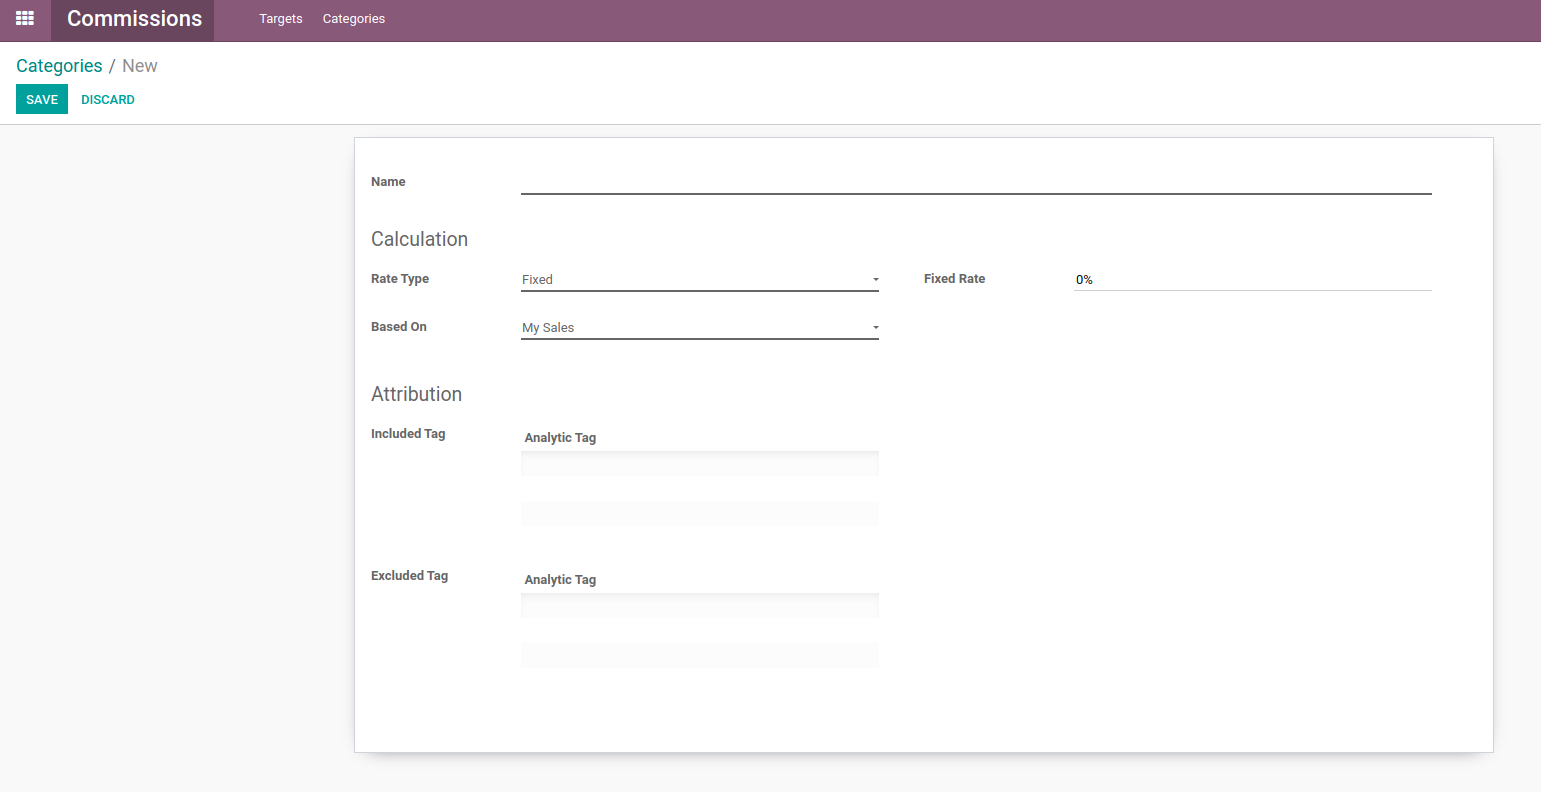 Commissions Targets Categories
Categories / New
SAVE DISCARD
Name
Calculation
Rate Type Fixed Fixed Rate 0%
Based On My Sales
Attribution
Included Tag Analytic Tag
Excluded Tag Analytic Tag